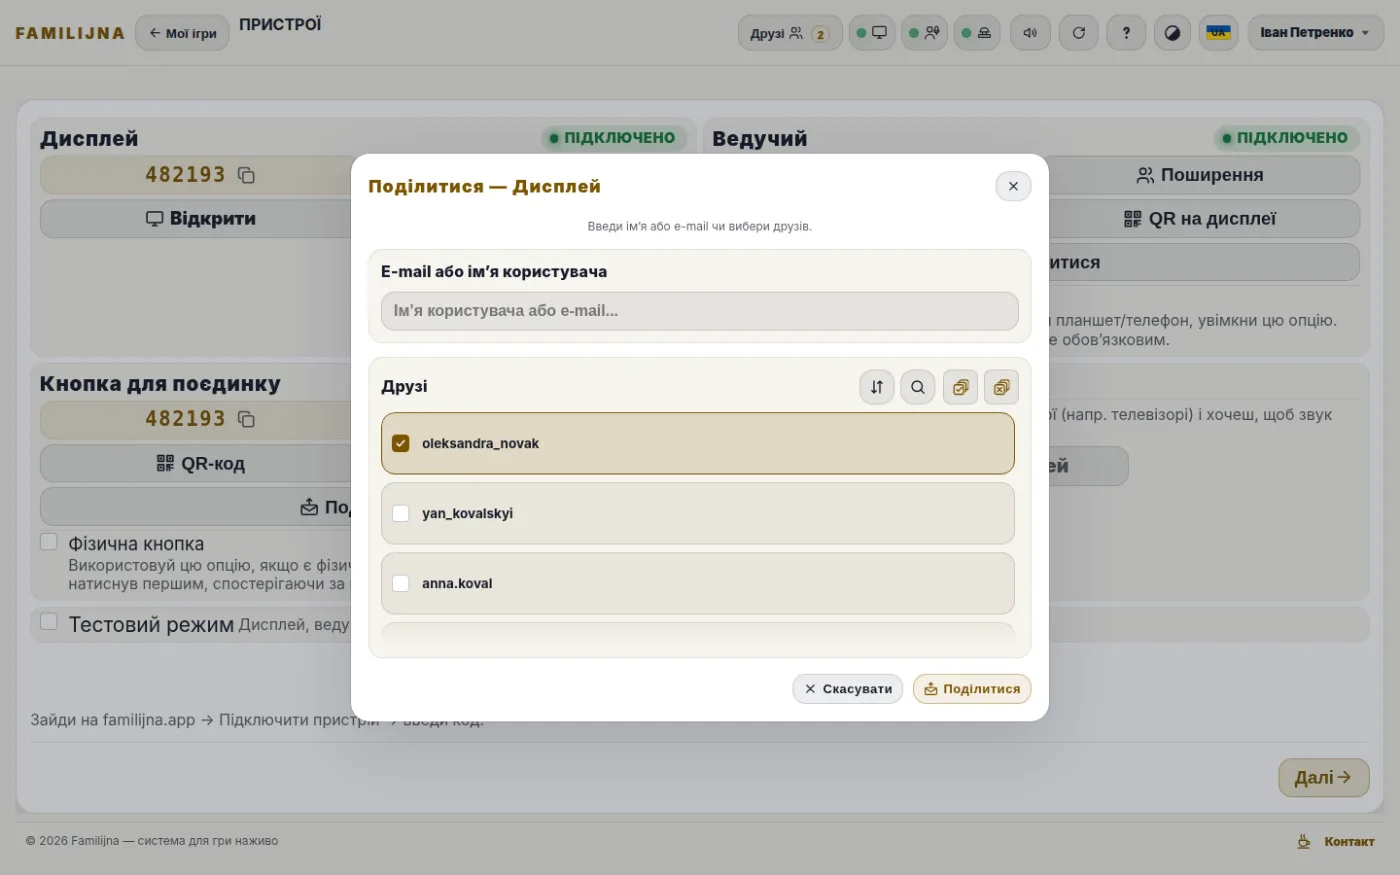 FAMILIJNA
← Мої ігри
ПРИСТРОЇ
Друзі 2
?
UA
Іван Петренко
Дисплей
ПІДКЛЮЧЕНО
482193
Відкрити
Ведучий
ПІДКЛЮЧЕНО
Поширення
QR на дисплеї
итися
планшет/телефон, увімкни цю опцію.
е обов’язковим.
Кнопка для поєдинку
482193
QR-код
По
Фізична кнопка
Використовуй цю опцію, якщо є фізич
натиснув першим, спостерігаючи за
ої (напр. телевізорі) і хочеш, щоб звук
ей
Тестовий режим Дисплей, веду
Поділитися — Дисплей
Введи ім’я або e-mail чи вибери друзів.
E-mail або ім’я користувача
Ім’я користувача або e-mail...
Друзі
oleksandra_novak
yan_kovalskyi
anna.koval
Скасувати
Поділитися
Зайди на familijna.app → Підключити пристрій → введи код.
Далі →
© 2026 Familijna — система для гри наживо
Контакт